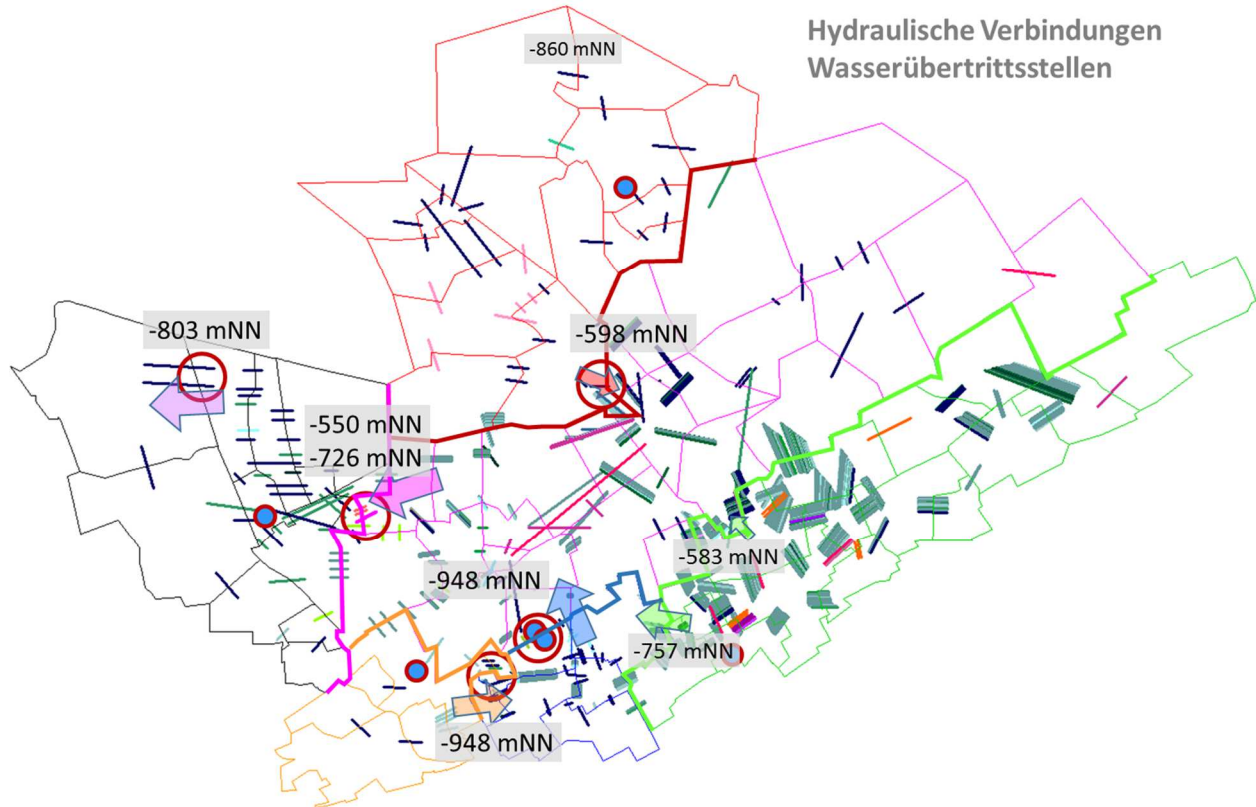 Hydraulische Verbindungen
Wasserübertrittsstellen
-860 mNN
-803 mNN
-598 mNN
-550 mNN
-726 mNN
-583 mNN
-948 mNN
-757 mNN
-948 mNN